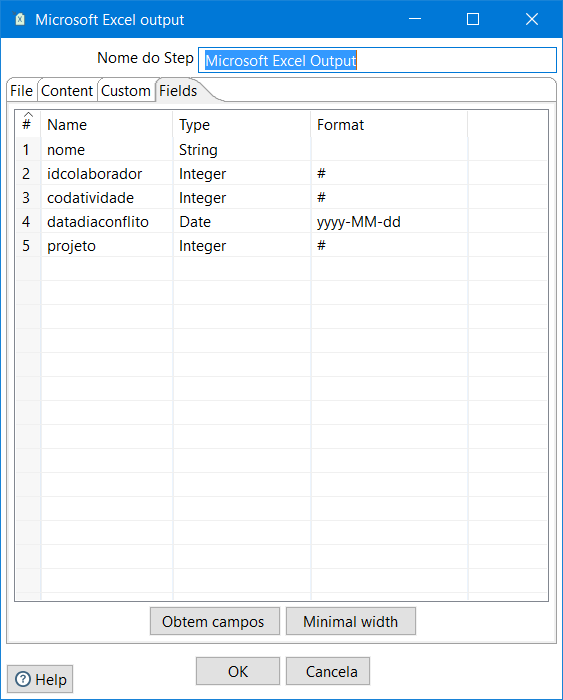 Microsoft Excel output
Nome do Step Microsoft Excel Output
File Content Custom Fields
# Name Type Format
1 nome String
2 idcolaborador Integer #
3 codatividade Integer #
4 datadiaconflito Date yyyy-MM-dd
5 projeto Integer #
Obtem campos Minimal width
Help OK Cancela